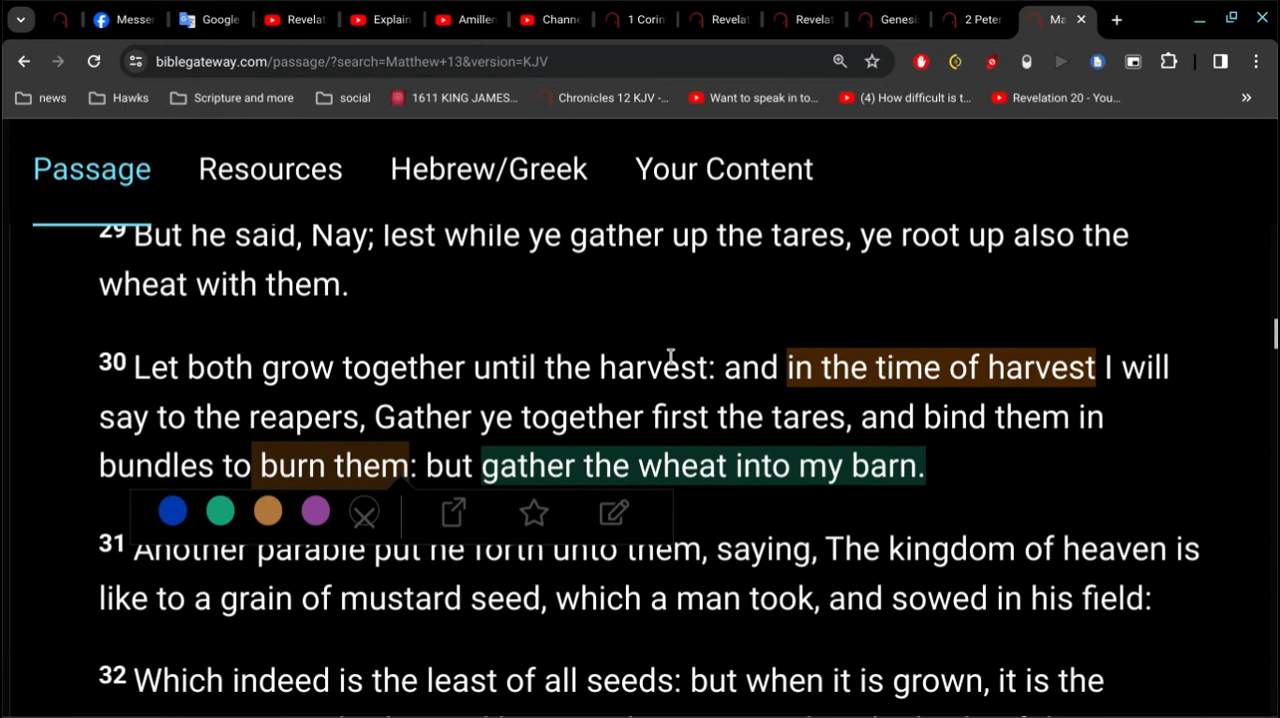 Messer
Google
Revelat
Explain
Amillen
Channe
1 Corin
Revelat
Revelat
Genesi
2 Peter
Ma
biblegateway.com/passage/?search=Matthew+13&version=KJV
news
Hawks
Scripture and more
social
1611 KING JAMES...
Chronicles 12 KJV -...
Want to speak in to...
(4) How difficult is t...
Revelation 20 - You...
Passage
Resources
Hebrew/Greek
Your Content
29 But he said, Nay; lest while ye gather up the tares, ye root up also the
wheat with them.
30 Let both grow together until the harvest: and in the time of harvest I will
say to the reapers, Gather ye together first the tares, and bind them in
bundles to burn them: but gather the wheat into my barn.
31 Another parable put he forth unto them, saying, The kingdom of heaven is
like to a grain of mustard seed, which a man took, and sowed in his field:
32 Which indeed is the least of all seeds: but when it is grown, it is the